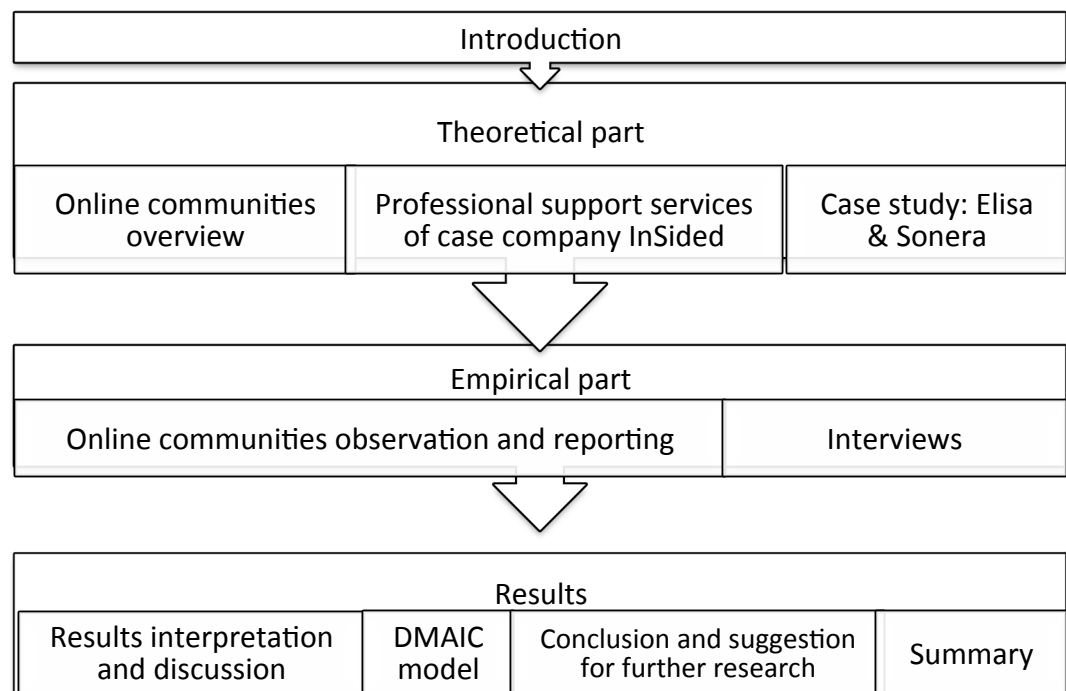 Introduction
Theoretical part
Online communities
overview
Professional support services
of case company InSided
Case study: Elisa
& Sonera
Empirical part
Online communities observation and reporting
Interviews
Results
Results interpretation
and discussion
DMAIC
model
Conclusion and suggestion
for further research
Summary